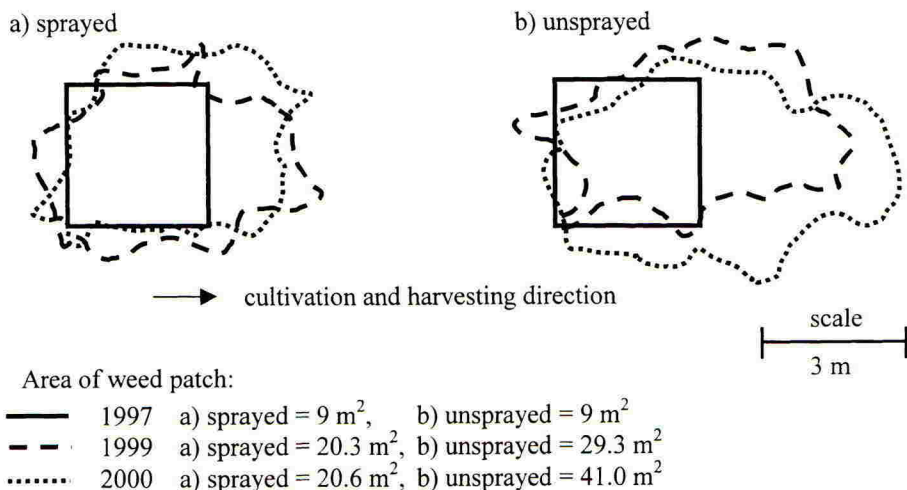 a) sprayed
b) unsprayed
cultivation and harvesting direction
scale
3 m
Area of weed patch:
1997 a) sprayed = 9 m², b) unsprayed = 9 m²
1999 a) sprayed = 20.3 m², b) unsprayed = 29.3 m²
2000 a) sprayed = 20.6 m², b) unsprayed = 41.0 m²